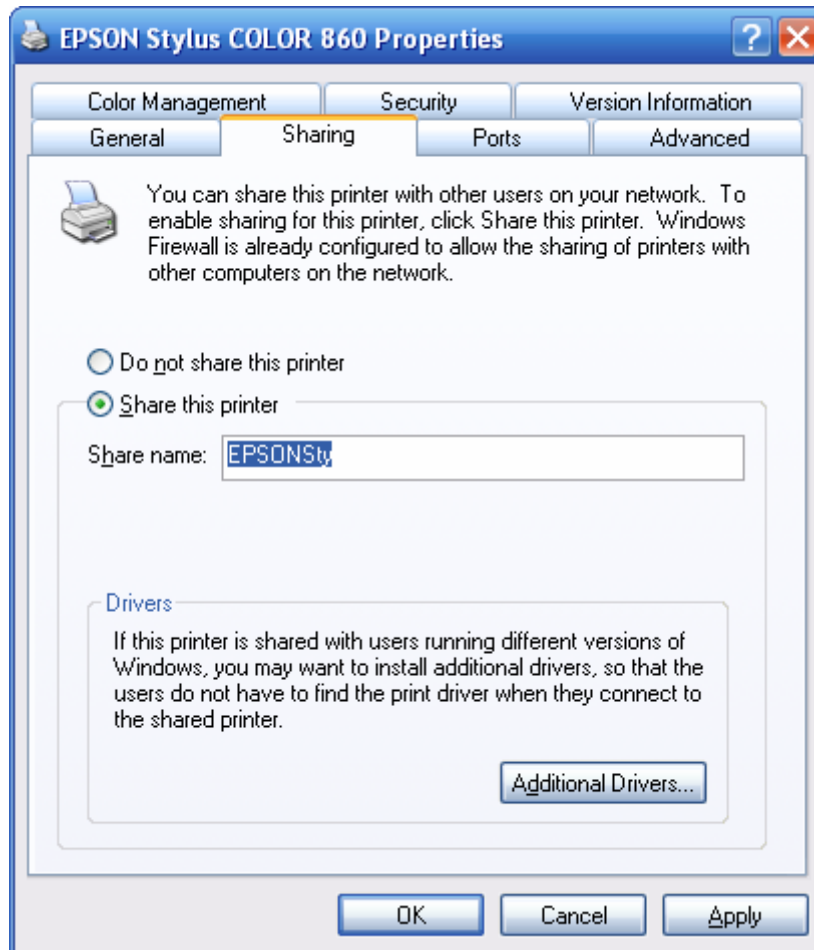 EPSON Stylus COLOR 860 Properties
?
Color Management Security Version Information
General Sharing Ports Advanced
You can share this printer with other users on your network. To
enable sharing for this printer, click Share this printer. Windows
Firewall is already configured to allow the sharing of printers with
other computers on the network.
Do not share this printer
Share this printer
Share name: EPSONSty
Drivers
If this printer is shared with users running different versions of
Windows, you may want to install additional drivers, so that the
users do not have to find the print driver when they connect to
the shared printer.
Additional Drivers...
OK Cancel Apply